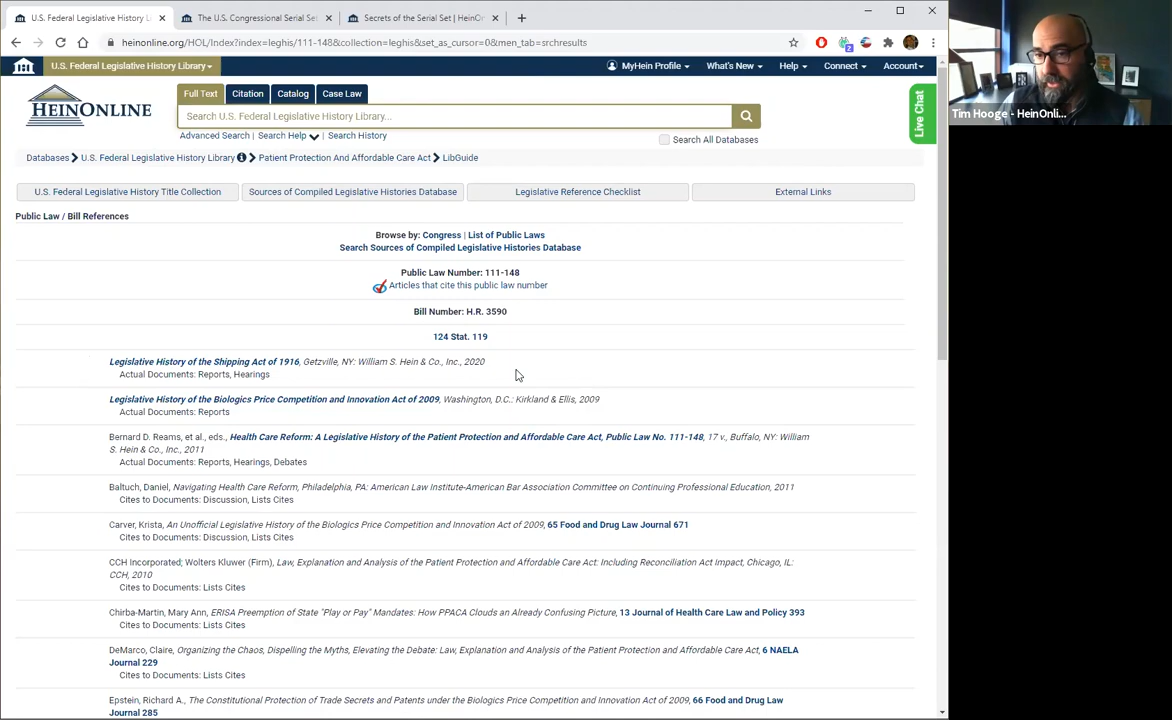 U.S. Federal Legislative History L
The U.S. Congressional Serial Set
Secrets of the Serial Set | HeinO
heinonline.org/HOL/Index?index=leghis/111-148&collection=leghis&set_as_cursor=0&men_tab=srchresults
2
U.S. Federal Legislative History Library
MyHein Profile
What's New
Help
Connect
Account
HEINONLINE
Full Text
Citation
Catalog
Case Law
Search U.S. Federal Legislative History Library...
Advanced Search | Search Help
| Search History
Search All Databases
Live Chat
Tim Hooge - HeinOnli...
Databases > U.S. Federal Legislative History Library > Patient Protection And Affordable Care Act > LibGuide
U.S. Federal Legislative History Title Collection
Sources of Compiled Legislative Histories Database
Legislative Reference Checklist
External Links
Public Law / Bill References
Browse by: Congress | List of Public Laws
Search Sources of Compiled Legislative Histories Database
Public Law Number: 111-148
Articles that cite this public law number
Bill Number: H.R. 3590
124 Stat. 119
Legislative History of the Shipping Act of 1916, Getzville, NY: William S. Hein & Co., Inc., 2020
Actual Documents: Reports, Hearings
Legislative History of the Biologics Price Competition and Innovation Act of 2009, Washington, D.C.: Kirkland & Ellis, 2009
Actual Documents: Reports
Bernard D. Reams, et al., eds., Health Care Reform: A Legislative History of the Patient Protection and Affordable Care Act, Public Law No. 111-148, 17 v., Buffalo, NY: William
S. Hein & Co., Inc., 2011
Actual Documents: Reports, Hearings, Debates
Baltuch, Daniel, Navigating Health Care Reform, Philadelphia, PA: American Law Institute-American Bar Association Committee on Continuing Professional Education, 2011
Cites to Documents: Discussion, Lists Cites
Carver, Krista, An Unofficial Legislative History of the Biologics Price Competition and Innovation Act of 2009, 65 Food and Drug Law Journal 671
Cites to Documents: Discussion, Lists Cites
CCH Incorporated; Wolters Kluwer (Firm), Law, Explanation and Analysis of the Patient Protection and Affordable Care Act: Including Reconciliation Act Impact, Chicago, IL:
CCH, 2010
Cites to Documents: Lists Cites
Chirba-Martin, Mary Ann, ERISA Preemption of State "Play or Pay" Mandates: How PPACA Clouds an Already Confusing Picture, 13 Journal of Health Care Law and Policy 393
Cites to Documents: Lists Cites
DeMarco, Claire, Organizing the Chaos, Dispelling the Myths, Elevating the Debate: Law, Explanation and Analysis of the Patient Protection and Affordable Care Act, 6 NAELA
Journal 229
Cites to Documents: Lists Cites
Epstein, Richard A., The Constitutional Protection of Trade Secrets and Patents under the Biologics Price Competition and Innovation Act of 2009, 66 Food and Drug Law
Journal 285